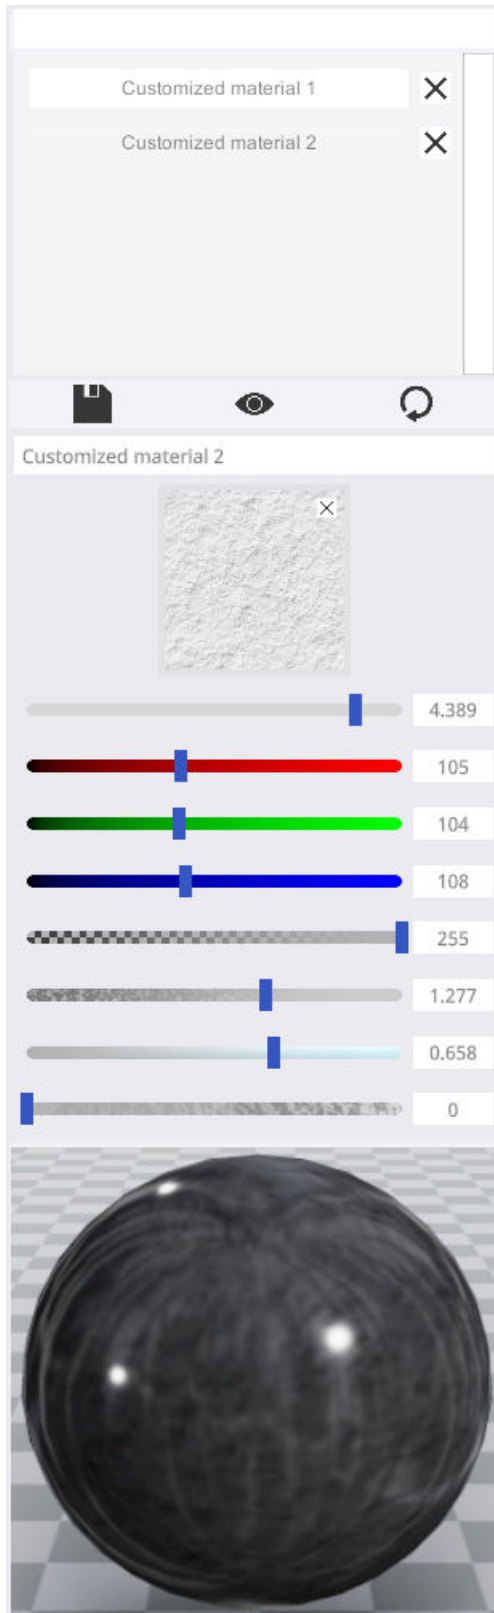 Customized material 1
Customized material 2
Customized material 2
4.389
105
104
108
255
1.277
0.658
0